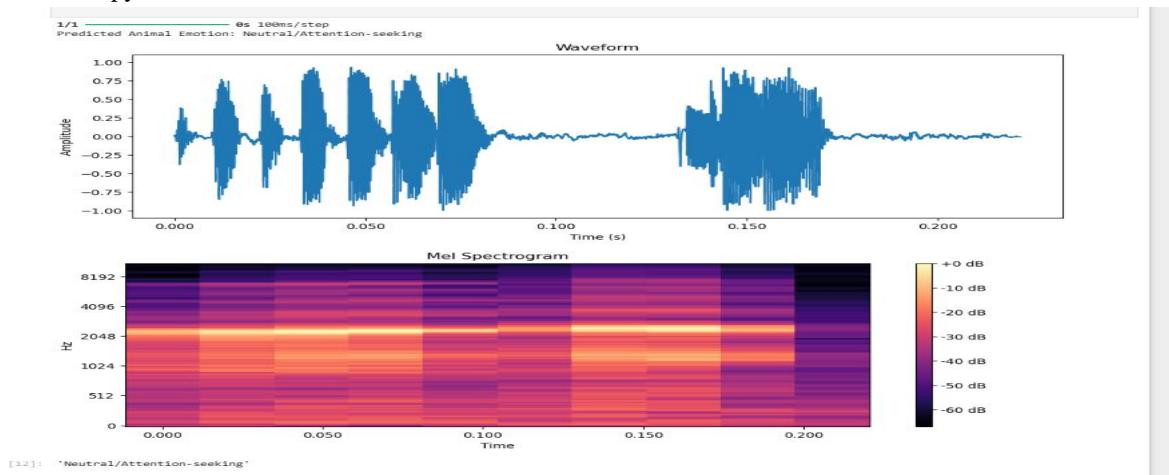 1/1 0s 100ms/step
Predicted Animal Emotion: Neutral/Attention-seeking
Waveform
1.00
0.75
0.50
0.25
0.00
−0.25
−0.50
−0.75
−1.00
Amplitude
0.000 0.050 0.100 0.150 0.200
Time (s)
Mel Spectrogram
8192
4096
2048
1024
512
0
Hz
0.000 0.050 0.100 0.150 0.200
Time
+0 dB
-10 dB
-20 dB
-30 dB
-40 dB
-50 dB
-60 dB
[12]: 'Neutral/Attention-seeking'